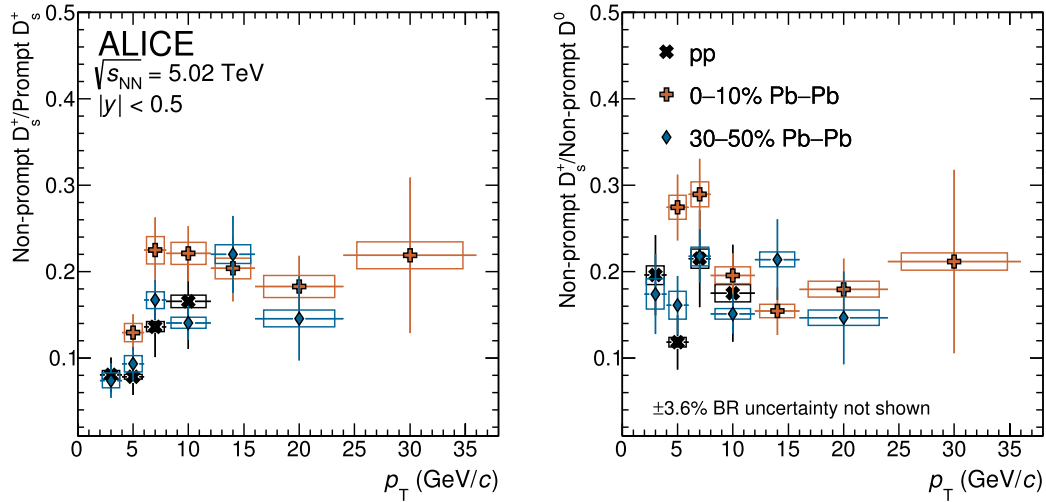 Non-prompt D⁺ₛ/Prompt D⁺ₛ
0.5
0.4
0.3
0.2
0.1
ALICE
√s_NN = 5.02 TeV
|y| < 0.5
0 5 10 15 20 25 30 35
p_T (GeV/c)
Non-prompt D⁺ₛ/Non-prompt D⁰
0.5
0.4
0.3
0.2
0.1
pp
0–10% Pb–Pb
30–50% Pb–Pb
±3.6% BR uncertainty not shown
0 5 10 15 20 25 30 35
p_T (GeV/c)